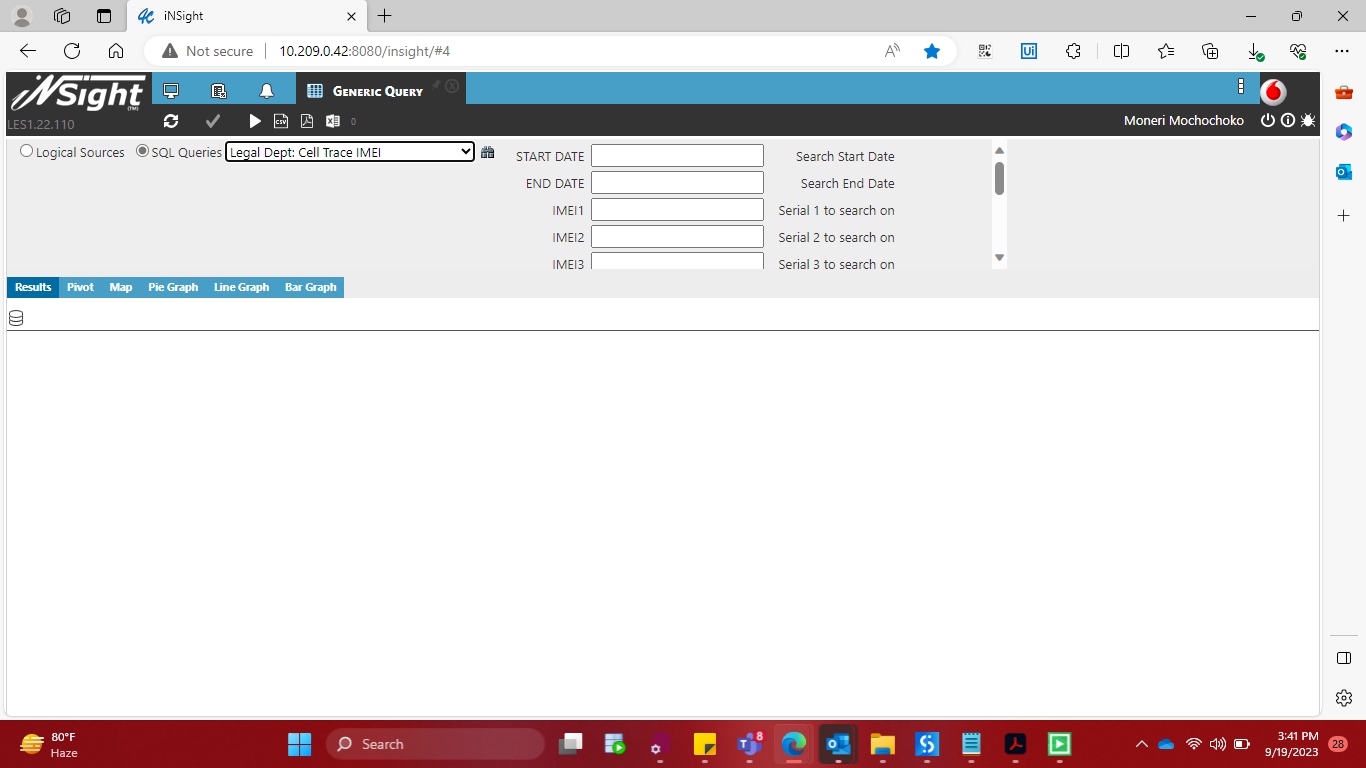 iNSight
Not secure
10.209.0.42:8080/insight/#4
iNSight
(TM)
GENERIC QUERY
LES1.22.110
CSV
0
Moneri Mochochoko
Logical Sources
SQL Queries
Legal Dept: Cell Trace IMEI
START DATE
Search Start Date
END DATE
Search End Date
IMEI1
Serial 1 to search on
IMEI2
Serial 2 to search on
IMEI3
Serial 3 to search on
Results
Pivot
Map
Pie Graph
Line Graph
Bar Graph
80°F
Haze
Search
8
3:41 PM
9/19/2023
28